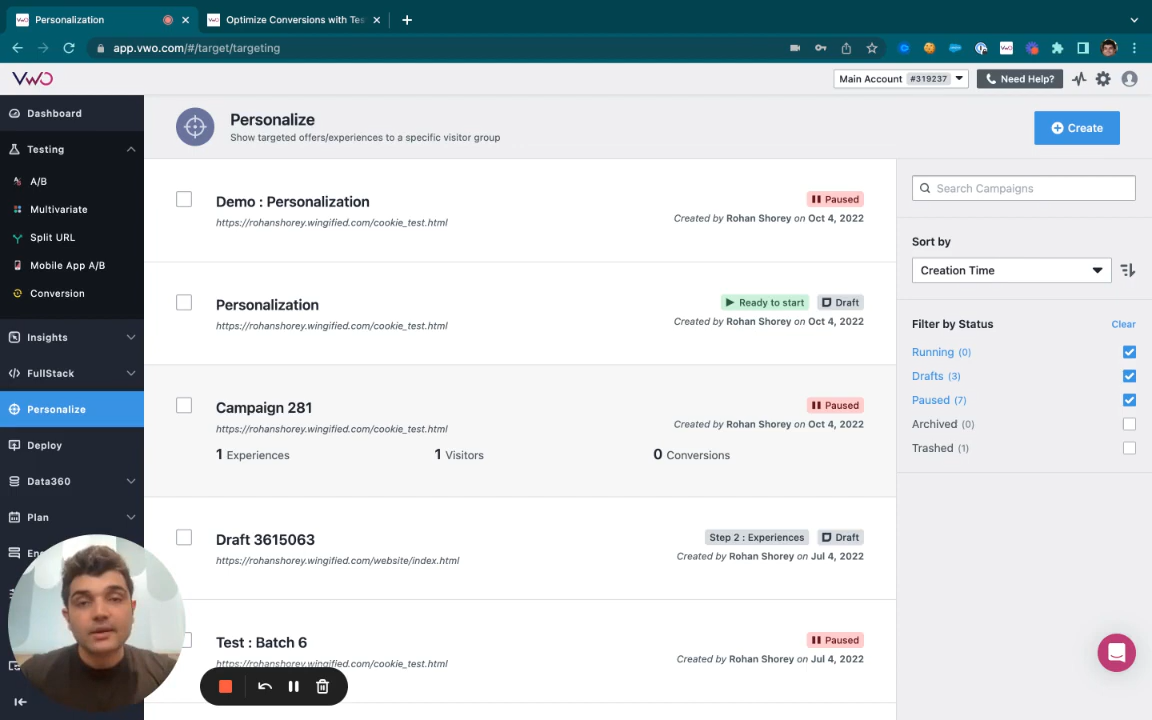 Personalization
VWO Optimize Conversions with Tes
app.vwo.com/#/target/targeting
VWO
Main Account #319237
Need Help?
Dashboard
Testing
A/B
Multivariate
Split URL
Mobile App A/B
Conversion
Insights
FullStack
Personalize
Deploy
Data360
Plan
En
Personalize
Show targeted offers/experiences to a specific visitor group
Create
Demo : Personalization
Paused
https://rohanshorey.wingified.com/cookie_test.html
Created by Rohan Shorey on Oct 4, 2022
Personalization
Ready to start Draft
https://rohanshorey.wingified.com/cookie_test.html
Created by Rohan Shorey on Oct 4, 2022
Campaign 281
Paused
https://rohanshorey.wingified.com/cookie_test.html
Created by Rohan Shorey on Oct 4, 2022
1 Experiences 1 Visitors 0 Conversions
Draft 3615063
Step 2 : Experiences Draft
https://rohanshorey.wingified.com/website/index.html
Created by Rohan Shorey on Jul 4, 2022
Test : Batch 6
Paused
https://rohanshorey.wingified.com/cookie_test.html
Created by Rohan Shorey on Jul 4, 2022
Search Campaigns
Sort by
Creation Time
Filter by Status Clear
Running (0)
Drafts (3)
Paused (7)
Archived (0)
Trashed (1)